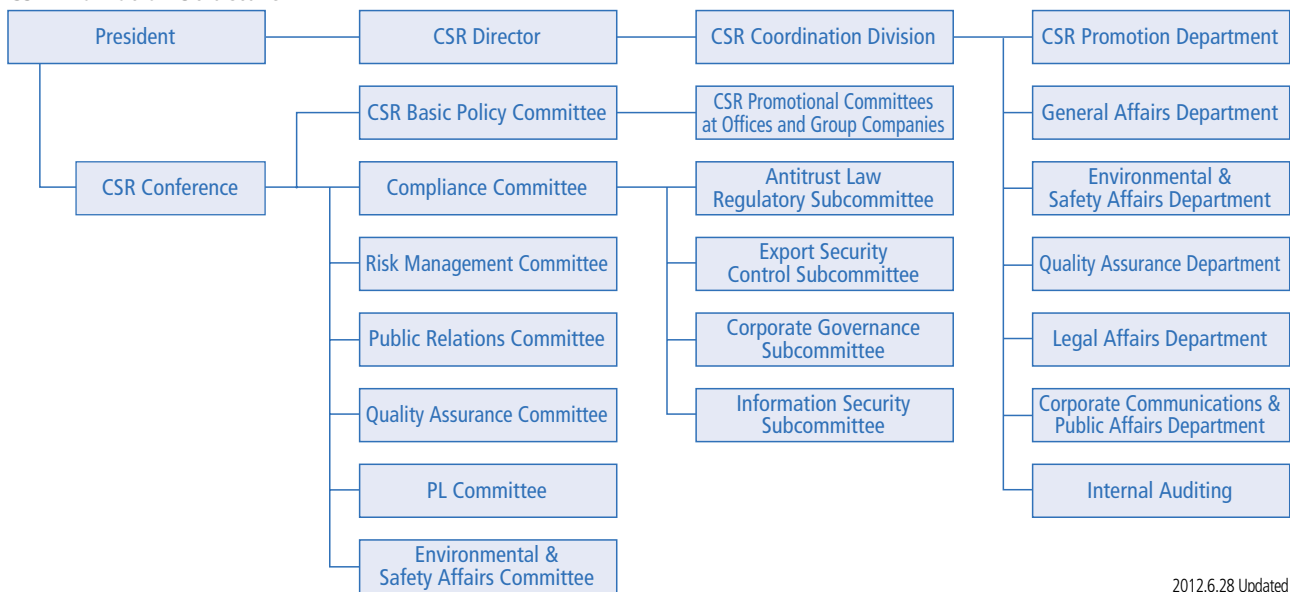 President
CSR Director
CSR Coordination Division
CSR Promotion Department
CSR Basic Policy Committee
CSR Promotional Committees
at Offices and Group Companies
General Affairs Department
CSR Conference
Compliance Committee
Antitrust Law
Regulatory Subcommittee
Environmental &
Safety Affairs Department
Risk Management Committee
Export Security
Control Subcommittee
Quality Assurance Department
Public Relations Committee
Corporate Governance
Subcommittee
Legal Affairs Department
Quality Assurance Committee
Information Security
Subcommittee
Corporate Communications &
Public Affairs Department
PL Committee
Internal Auditing
Environmental &
Safety Affairs Committee
2012.6.28 Updated